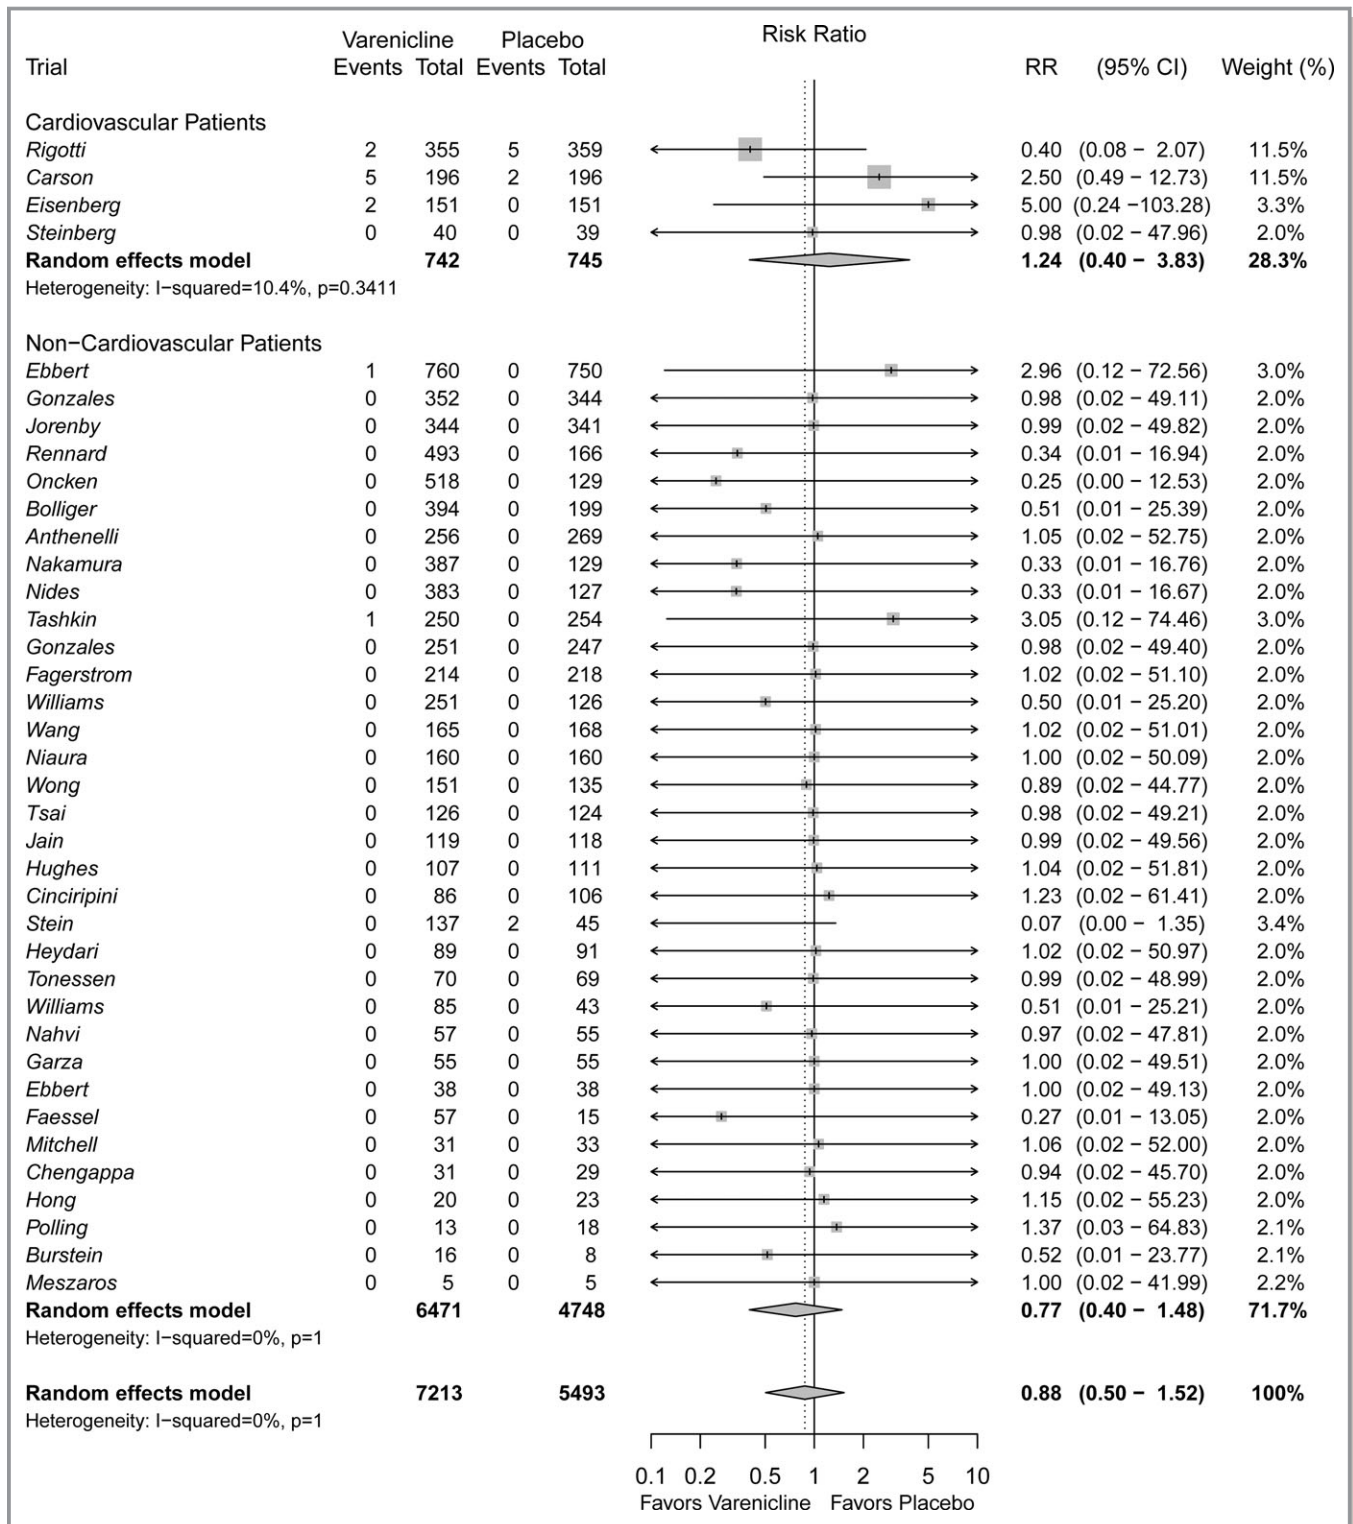 Varenicline Placebo Risk Ratio
Trial Events Total Events Total RR (95% CI) Weight (%)
Cardiovascular Patients
Rigotti 2 355 5 359 0.40 (0.08 − 2.07) 11.5%
Carson 5 196 2 196 2.50 (0.49 − 12.73) 11.5%
Eisenberg 2 151 0 151 5.00 (0.24 −103.28) 3.3%
Steinberg 0 40 0 39 0.98 (0.02 − 47.96) 2.0%
Random effects model 742 745 1.24 (0.40 − 3.83) 28.3%
Heterogeneity: I−squared=10.4%, p=0.3411
Non−Cardiovascular Patients
Ebbert 1 760 0 750 2.96 (0.12 − 72.56) 3.0%
Gonzales 0 352 0 344 0.98 (0.02 − 49.11) 2.0%
Jorenby 0 344 0 341 0.99 (0.02 − 49.82) 2.0%
Rennard 0 493 0 166 0.34 (0.01 − 16.94) 2.0%
Oncken 0 518 0 129 0.25 (0.00 − 12.53) 2.0%
Bolliger 0 394 0 199 0.51 (0.01 − 25.39) 2.0%
Anthenelli 0 256 0 269 1.05 (0.02 − 52.75) 2.0%
Nakamura 0 387 0 129 0.33 (0.01 − 16.76) 2.0%
Nides 0 383 0 127 0.33 (0.01 − 16.67) 2.0%
Tashkin 1 250 0 254 3.05 (0.12 − 74.46) 3.0%
Gonzales 0 251 0 247 0.98 (0.02 − 49.40) 2.0%
Fagerstrom 0 214 0 218 1.02 (0.02 − 51.10) 2.0%
Williams 0 251 0 126 0.50 (0.01 − 25.20) 2.0%
Wang 0 165 0 168 1.02 (0.02 − 51.01) 2.0%
Niaura 0 160 0 160 1.00 (0.02 − 50.09) 2.0%
Wong 0 151 0 135 0.89 (0.02 − 44.77) 2.0%
Tsai 0 126 0 124 0.98 (0.02 − 49.21) 2.0%
Jain 0 119 0 118 0.99 (0.02 − 49.56) 2.0%
Hughes 0 107 0 111 1.04 (0.02 − 51.81) 2.0%
Cinciripini 0 86 0 106 1.23 (0.02 − 61.41) 2.0%
Stein 0 137 2 45 0.07 (0.00 − 1.35) 3.4%
Heydari 0 89 0 91 1.02 (0.02 − 50.97) 2.0%
Tonessen 0 70 0 69 0.99 (0.02 − 48.99) 2.0%
Williams 0 85 0 43 0.51 (0.01 − 25.21) 2.0%
Nahvi 0 57 0 55 0.97 (0.02 − 47.81) 2.0%
Garza 0 55 0 55 1.00 (0.02 − 49.51) 2.0%
Ebbert 0 38 0 38 1.00 (0.02 − 49.13) 2.0%
Faessel 0 57 0 15 0.27 (0.01 − 13.05) 2.0%
Mitchell 0 31 0 33 1.06 (0.02 − 52.00) 2.0%
Chengappa 0 31 0 29 0.94 (0.02 − 45.70) 2.0%
Hong 0 20 0 23 1.15 (0.02 − 55.23) 2.0%
Polling 0 13 0 18 1.37 (0.03 − 64.83) 2.1%
Burstein 0 16 0 8 0.52 (0.01 − 23.77) 2.1%
Meszaros 0 5 0 5 1.00 (0.02 − 41.99) 2.2%
Random effects model 6471 4748 0.77 (0.40 − 1.48) 71.7%
Heterogeneity: I−squared=0%, p=1
Random effects model 7213 5493 0.88 (0.50 − 1.52) 100%
Heterogeneity: I−squared=0%, p=1
0.1 0.2 0.5 1 2 5 10
Favors Varenicline Favors Placebo